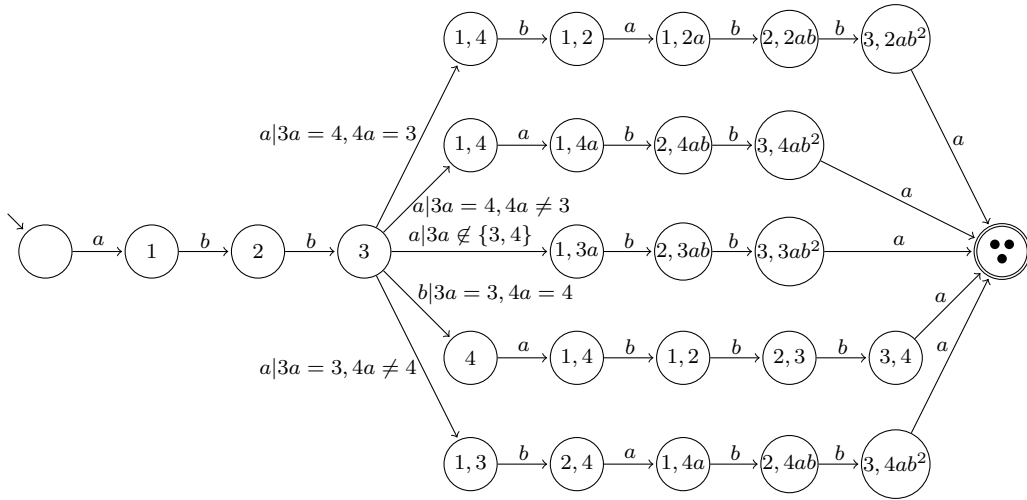 1, 4 b 1, 2 a 1, 2a b 2, 2ab b 3, 2ab²
a|3a = 4, 4a = 3 a
1, 4 a 1, 4a b 2, 4ab b 3, 4ab²
a
a|3a = 4, 4a ≠ 3
a|3a ∉ {3, 4}
a 1 b 2 b 3 1, 3a b 2, 3ab b 3, 3ab² a
b|3a = 3, 4a = 4
a
4 a 1, 4 b 1, 2 b 2, 3 b 3, 4
a|3a = 3, 4a ≠ 4 a
1, 3 b 2, 4 a 1, 4a b 2, 4ab b 3, 4ab²